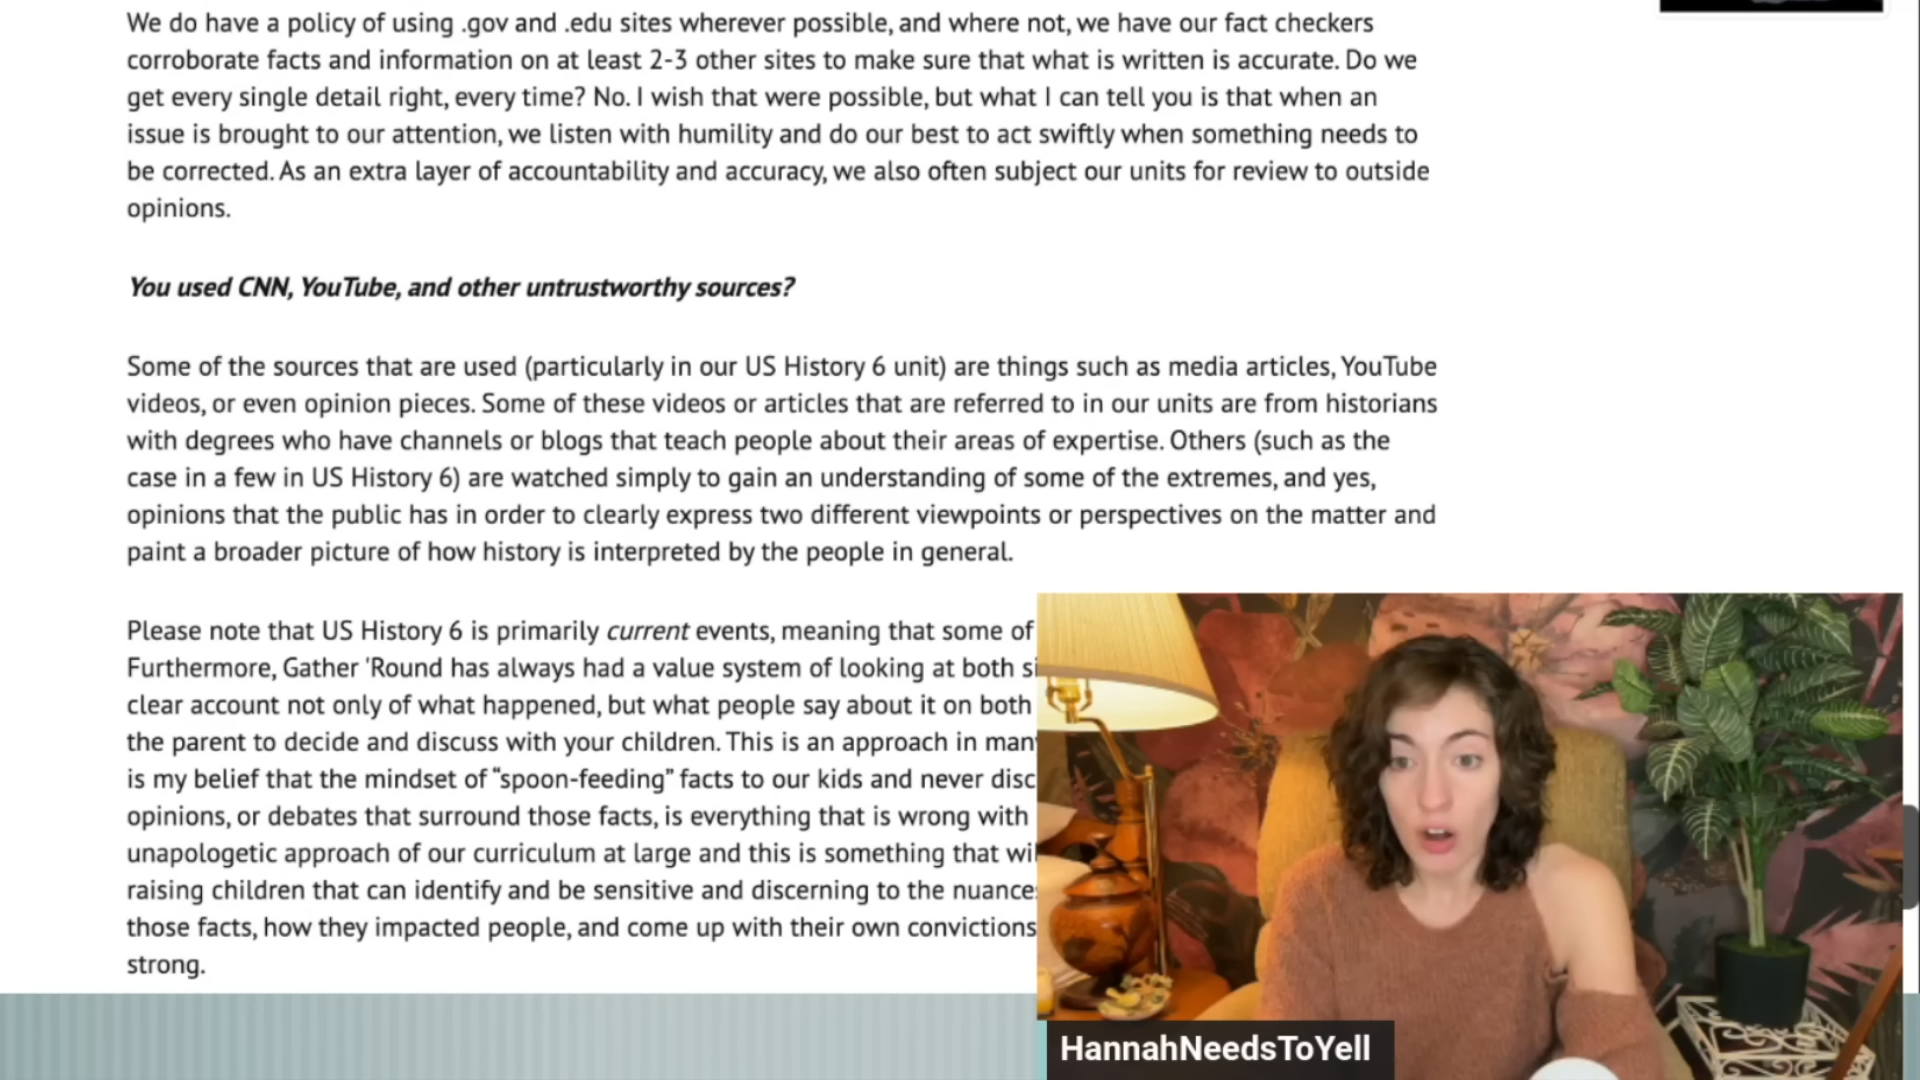 We do have a policy of using .gov and .edu sites wherever possible, and where not, we have our fact checkers
corroborate facts and information on at least 2-3 other sites to make sure that what is written is accurate. Do we
get every single detail right, every time? No. I wish that were possible, but what I can tell you is that when an
issue is brought to our attention, we listen with humility and do our best to act swiftly when something needs to
be corrected. As an extra layer of accountability and accuracy, we also often subject our units for review to outside
opinions.
You used CNN, YouTube, and other untrustworthy sources?
Some of the sources that are used (particularly in our US History 6 unit) are things such as media articles, YouTube
videos, or even opinion pieces. Some of these videos or articles that are referred to in our units are from historians
with degrees who have channels or blogs that teach people about their areas of expertise. Others (such as the
case in a few in US History 6) are watched simply to gain an understanding of some of the extremes, and yes,
opinions that the public has in order to clearly express two different viewpoints or perspectives on the matter and
paint a broader picture of how history is interpreted by the people in general.
Please note that US History 6 is primarily current events, meaning that some of
Furthermore, Gather 'Round has always had a value system of looking at both
clear account not only of what happened, but what people say about it on both
the parent to decide and discuss with your children. This is an approach in
is my belief that the mindset of “spoon-feeding” facts to our kids and never
opinions, or debates that surround those facts, is everything that is wrong with
unapologetic approach of our curriculum at large and this is something that
raising children that can identify and be sensitive and discerning to the
those facts, how they impacted people, and come up with their own convictions
strong.
HannahNeedsToYell